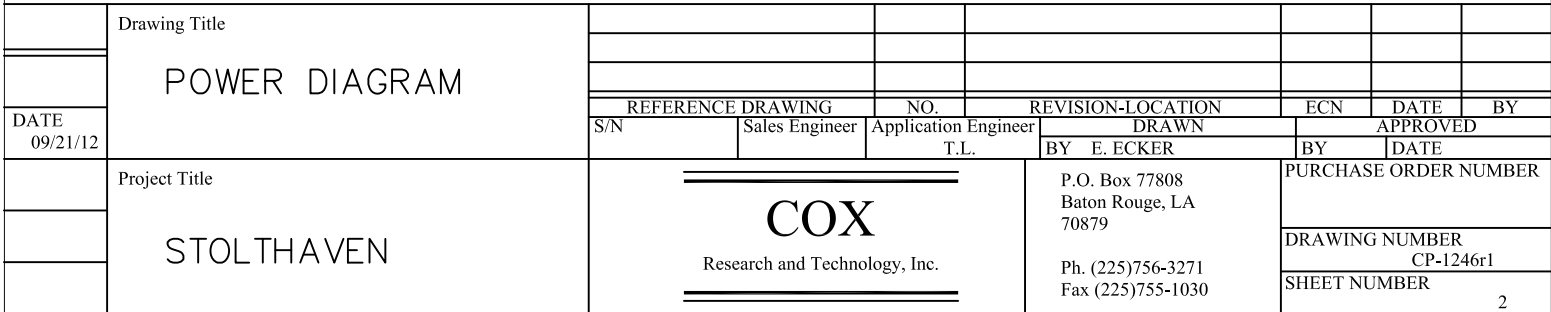 DATE
09/21/12
Drawing Title
POWER DIAGRAM
REFERENCE DRAWING NO. REVISION-LOCATION ECN DATE BY
S/N Sales Engineer Application Engineer DRAWN APPROVED
T.L. BY E. ECKER BY DATE
Project Title
STOLTHAVEN
COX
Research and Technology, Inc.
P.O. Box 77808
Baton Rouge, LA
70879
Ph. (225)756-3271
Fax (225)755-1030
PURCHASE ORDER NUMBER
DRAWING NUMBER
CP-1246r1
SHEET NUMBER
2